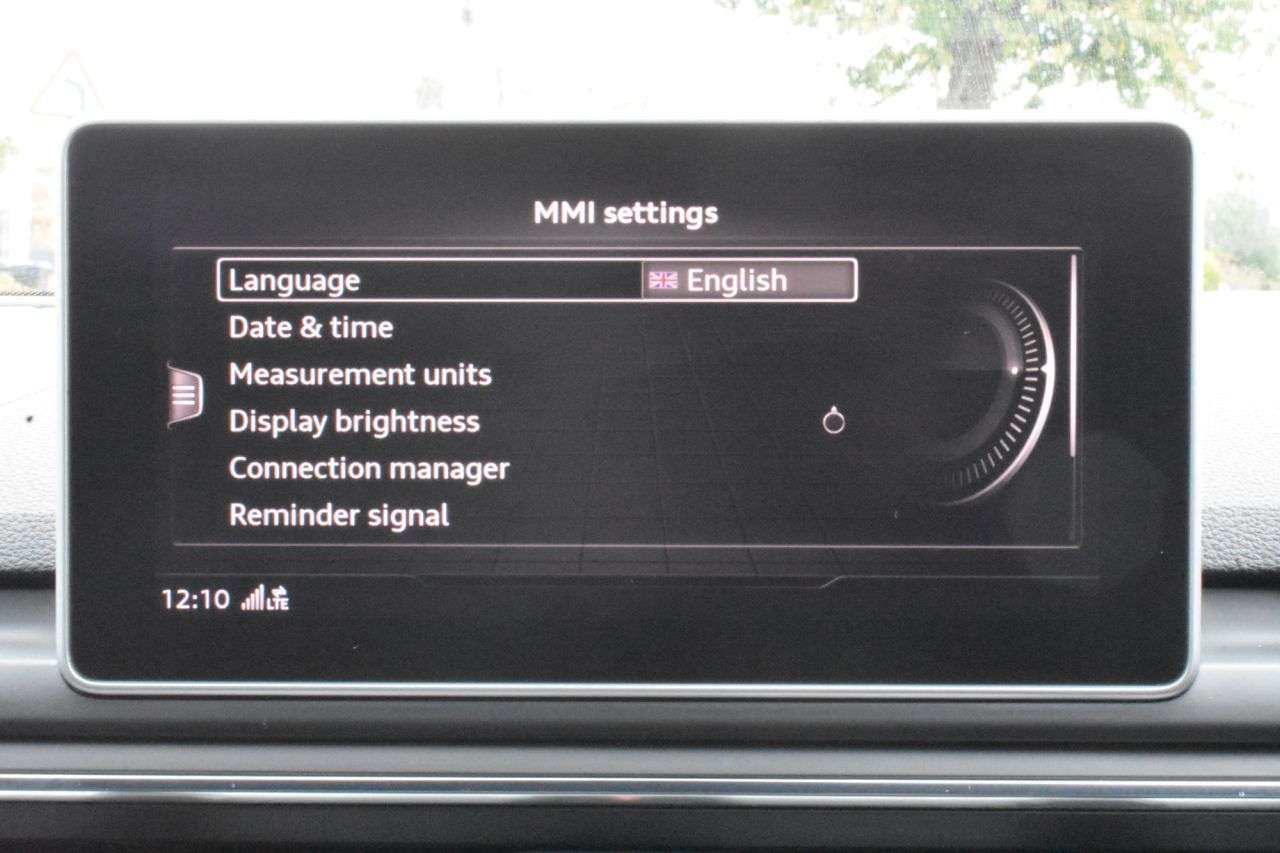 MMI settings
Language English
Date & time
Measurement units
Display brightness
Connection manager
Reminder signal
12:10 LTE